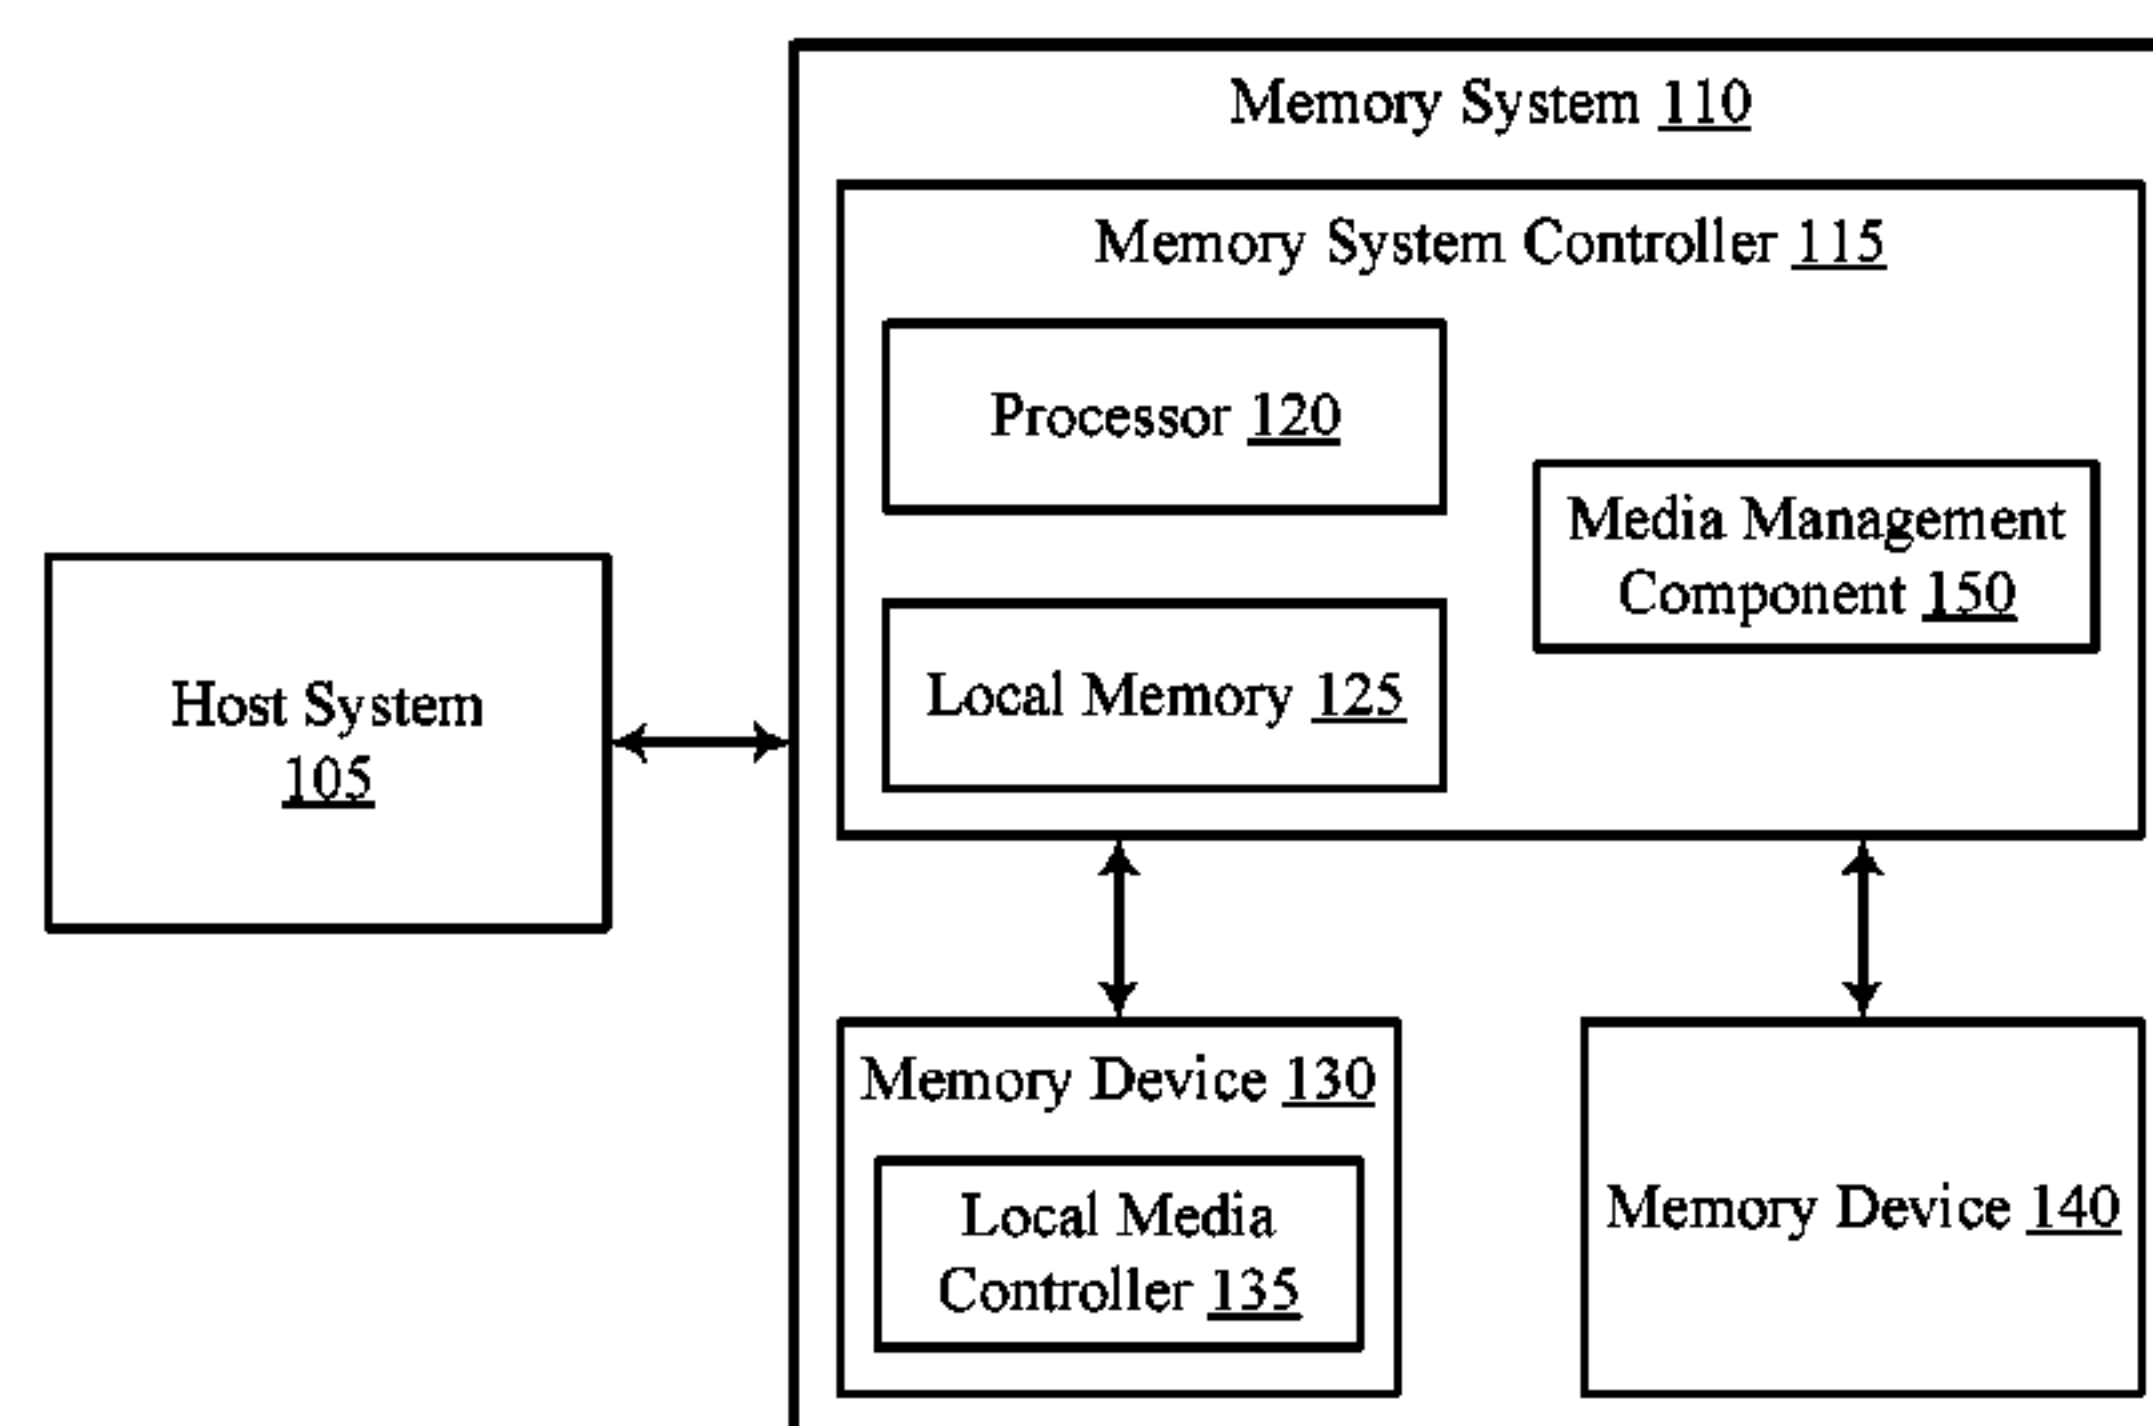 Memory System 110
Memory System Controller 115
Processor 120
Media Management
Component 150
Local Memory 125
Host System
105
Memory Device 130
Local Media
Controller 135
Memory Device 140